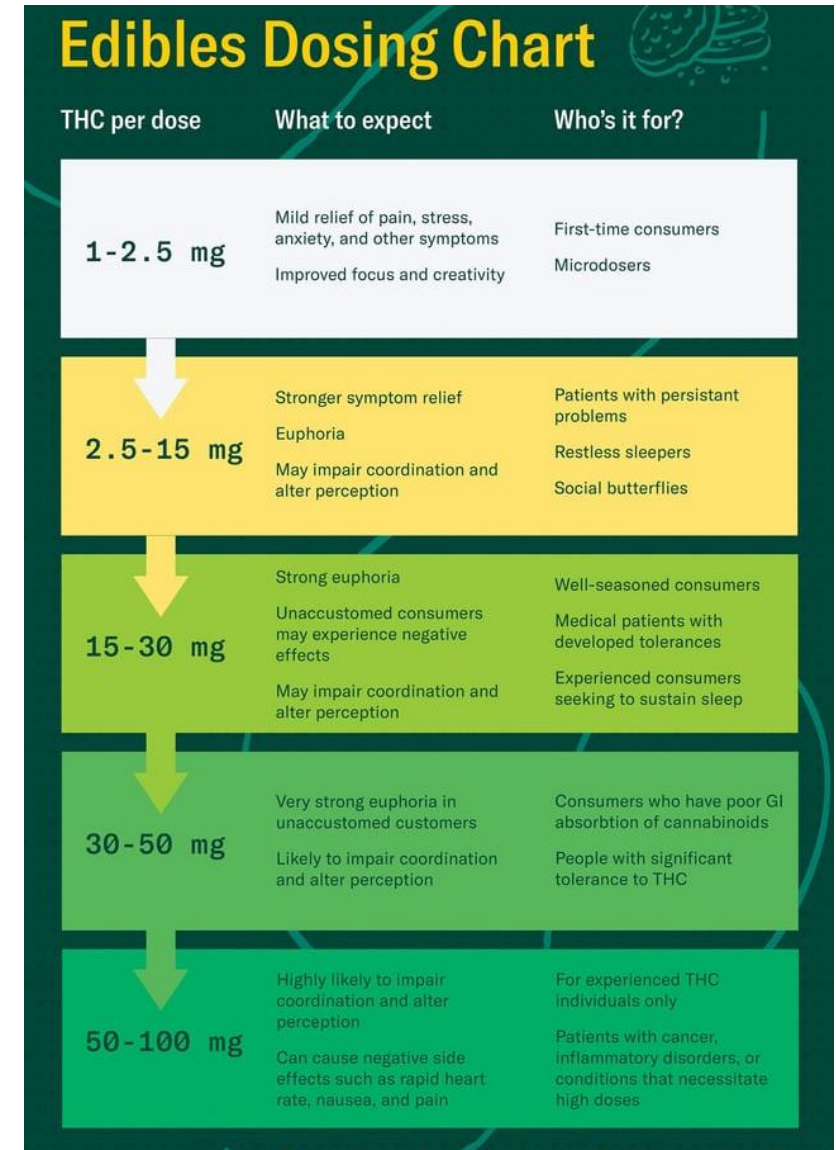 Edibles Dosing Chart
THC per dose
What to expect
Who's it for?
1-2.5 mg
Mild relief of pain, stress,
anxiety, and other symptoms
Improved focus and creativity
First-time consumers
Microdosers
2.5-15 mg
Stronger symptom relief
Euphoria
May impair coordination and
alter perception
Patients with persistant
problems
Restless sleepers
Social butterflies
15-30 mg
Strong euphoria
Unaccustomed consumers
may experience negative
effects
May impair coordination and
alter perception
Well-seasoned consumers
Medical patients with
developed tolerances
Experienced consumers
seeking to sustain sleep
30-50 mg
Very strong euphoria in
unaccustomed customers
Likely to impair coordination
and alter perception
Consumers who have poor GI
absorbtion of cannabinoids
People with significant
tolerance to THC
50-100 mg
Highly likely to impair
coordination and alter
perception
Can cause negative side
effects such as rapid heart
rate, nausea, and pain
For experienced THC
individuals only
Patients with cancer,
inflammatory disorders, or
conditions that necessitate
high doses